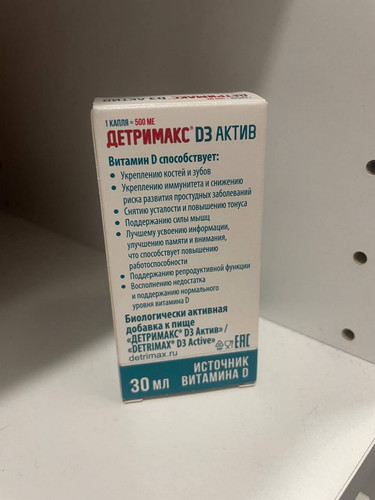 1 КАПЛЯ = 500 МЕ
ДЕТРИМАКС® D3 АКТИВ
Витамин D способствует:
• Укреплению костей и зубов
• Укреплению иммунитета и снижению
риска развития простудных заболеваний
• Снятию усталости и повышению тонуса
• Поддержанию силы мышц
• Лучшему усвоению информации,
улучшению памяти и внимания,
что способствует повышению
работоспособности
• Поддержанию репродуктивной функции
• Восполнению недостатка
и поддержанию нормального
уровня витамина D
Биологически активная
добавка к пище
«ДЕТРИМАКС® D3 Актив» /
«DETRIMAX® D3 Active»
detrimax.ru
EAC
30 МЛ
ИСТОЧНИК
ВИТАМИНА D